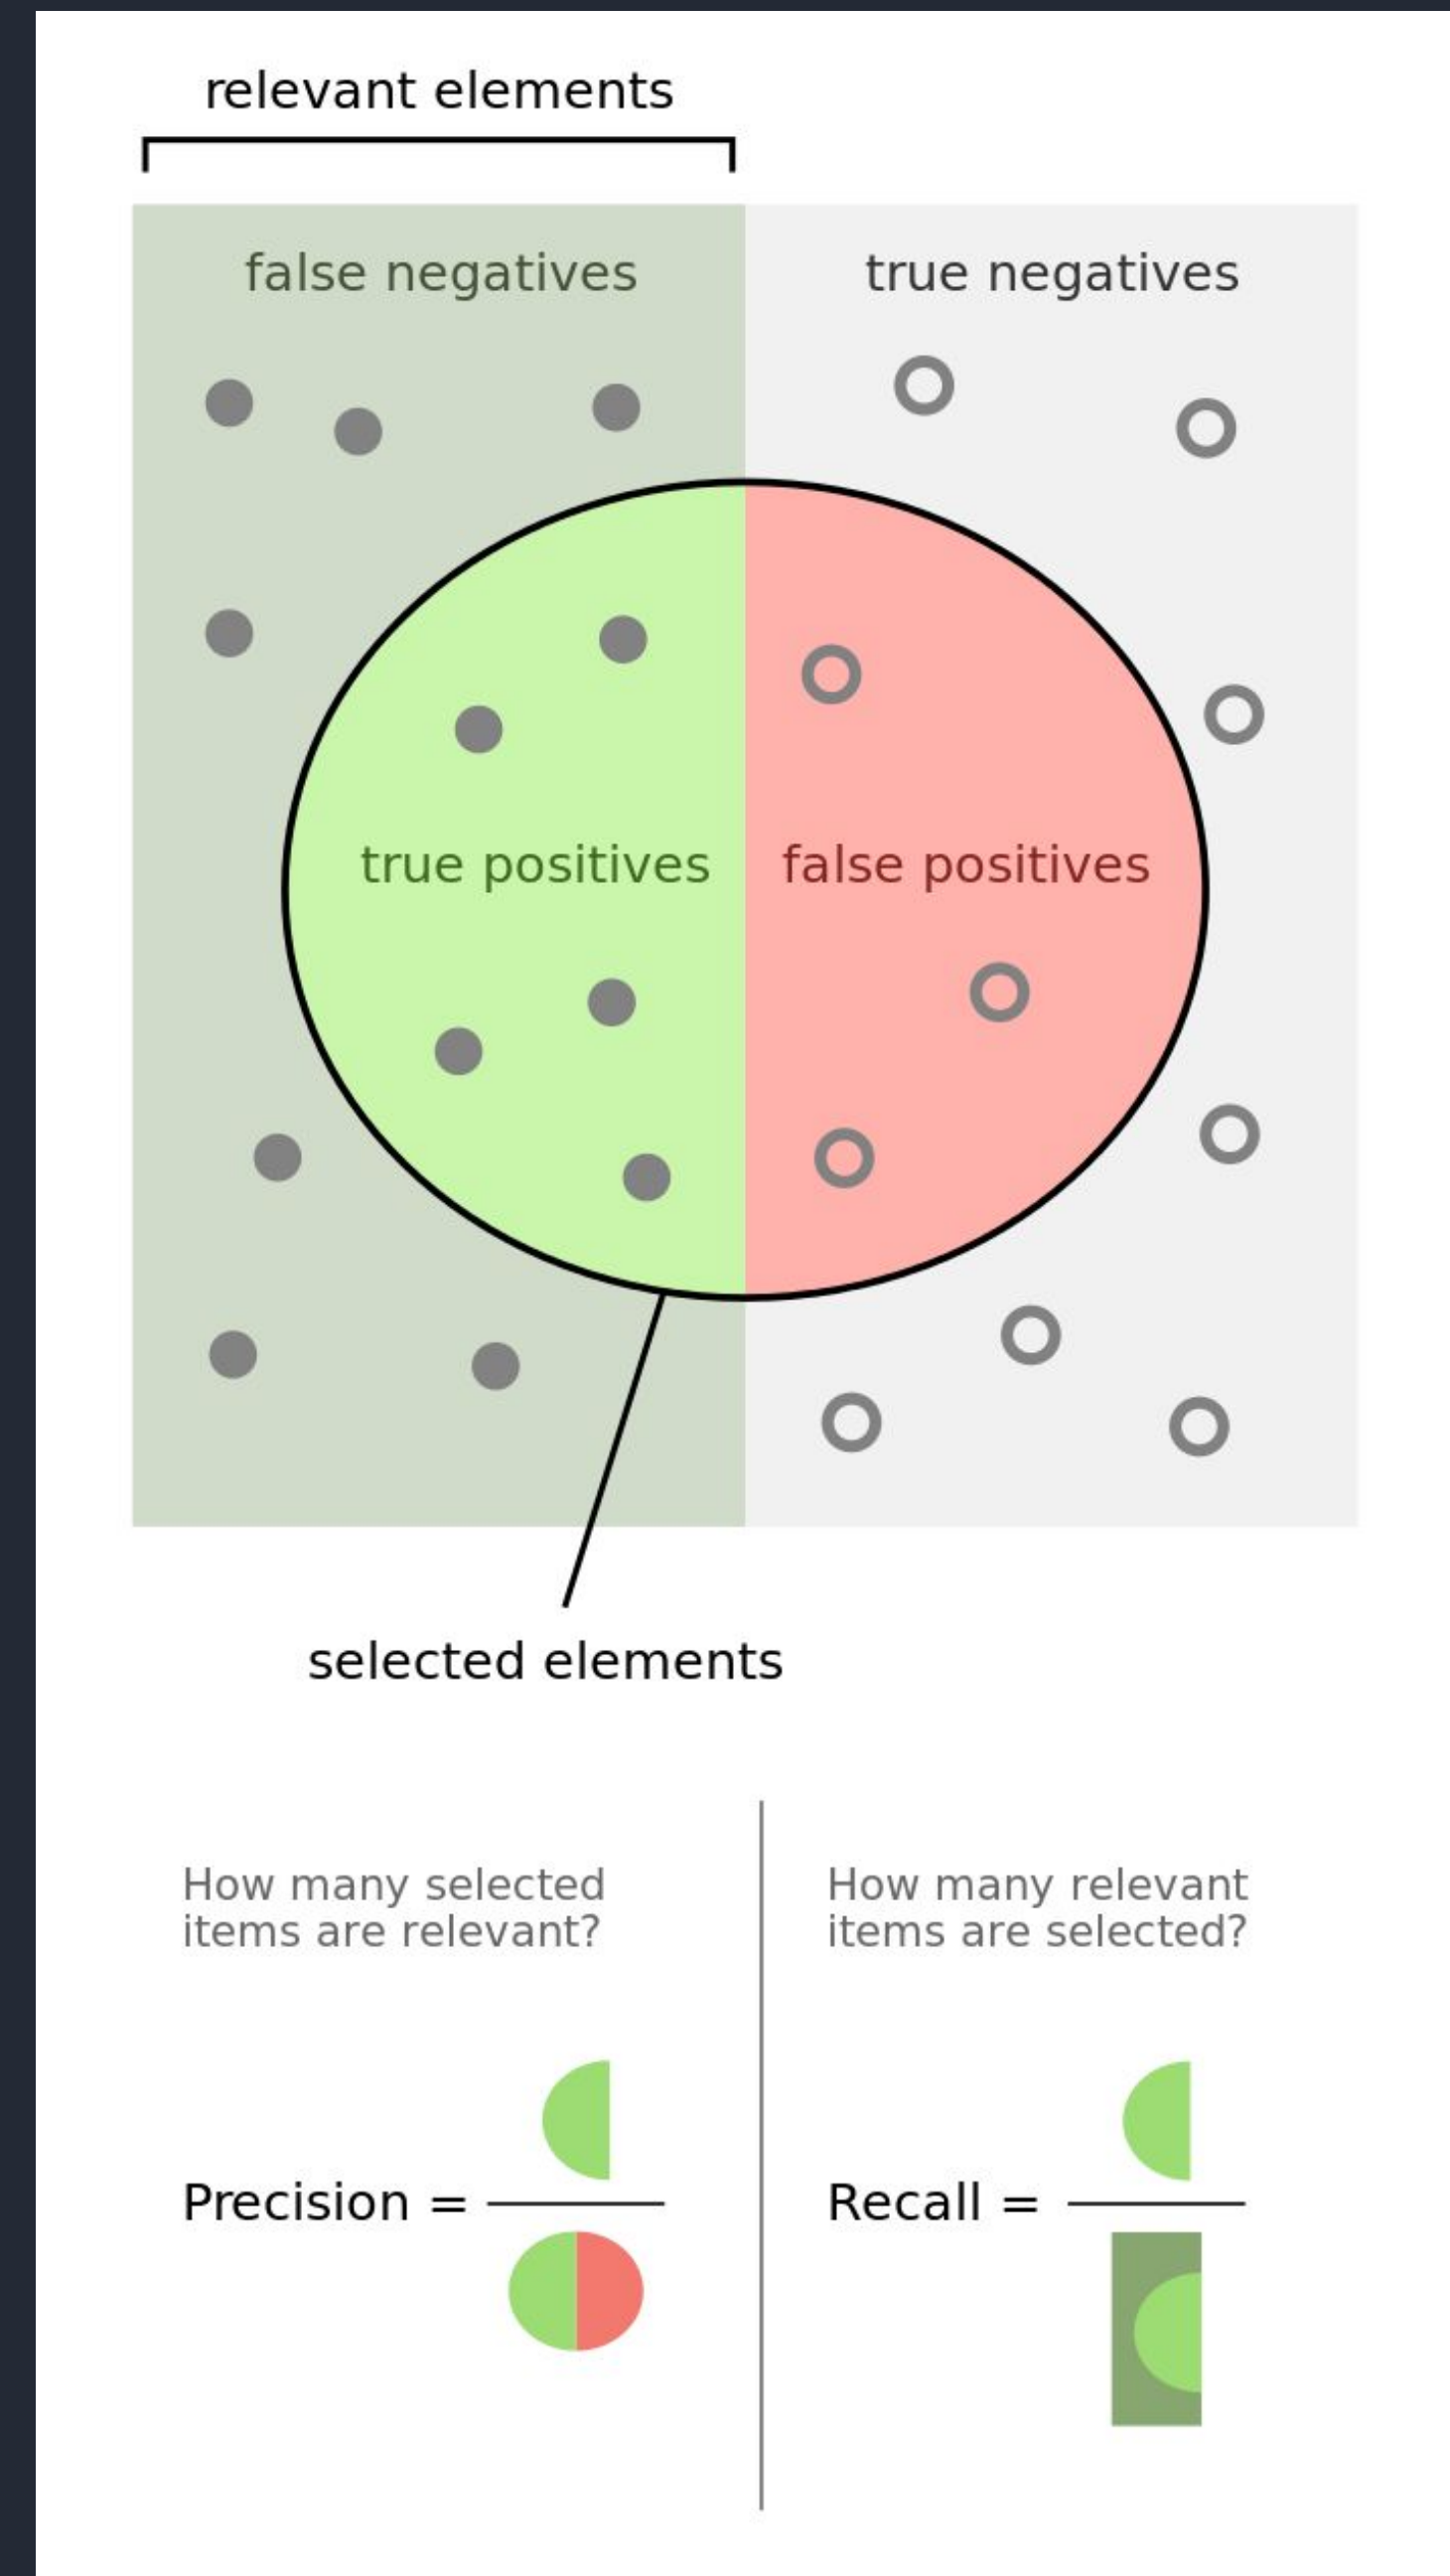 relevant elements
false negatives
true negatives
true positives
false positives
selected elements
How many selected
items are relevant?
How many relevant
items are selected?
Precision =
Recall =